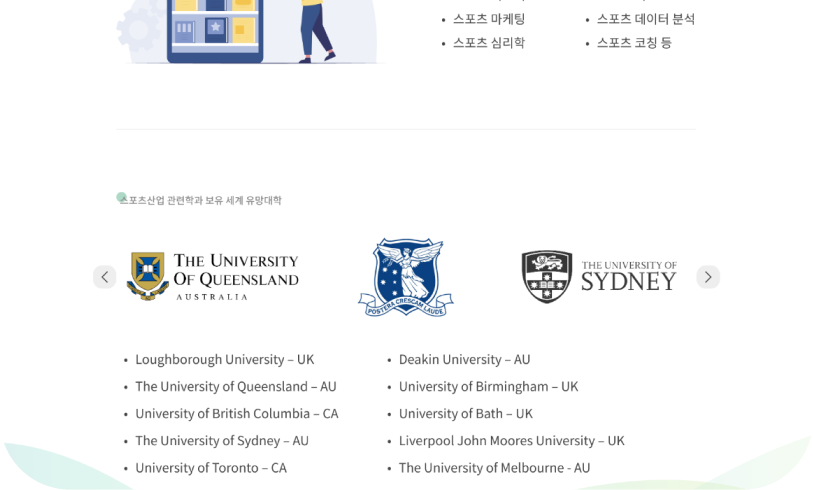 • 스포츠 마케팅
• 스포츠 데이터 분석
• 스포츠 심리학
• 스포츠 코칭 등
스포츠산업 관련학과 보유 세계 유망대학
THE UNIVERSITY
OF QUEENSLAND
AUSTRALIA
POSTERA CRESCAM LAUDE
THE UNIVERSITY OF
SYDNEY
• Loughborough University – UK
• The University of Queensland – AU
• University of British Columbia – CA
• The University of Sydney – AU
• University of Toronto – CA
• Deakin University – AU
• University of Birmingham – UK
• University of Bath – UK
• Liverpool John Moores University – UK
• The University of Melbourne - AU